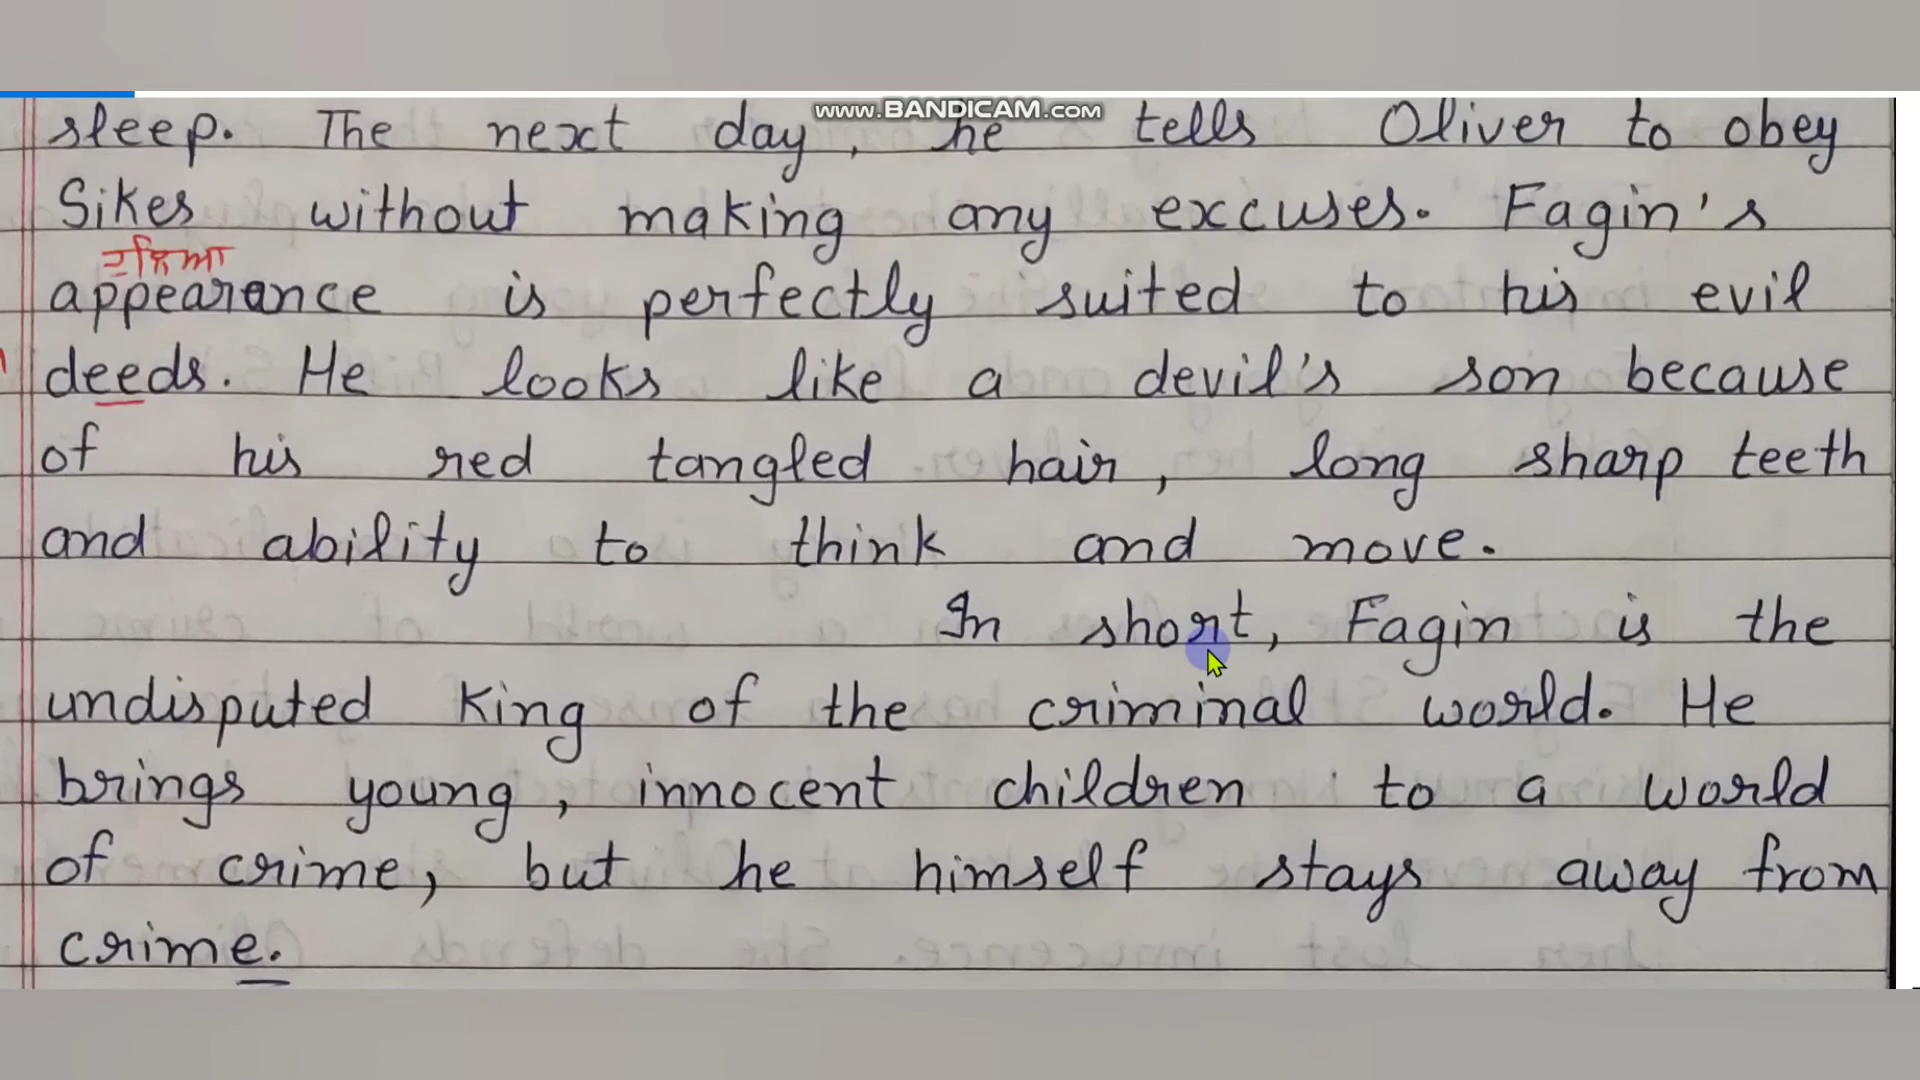 www.BANDICAM.com
sleep. The next day, he tells Oliver to obey
Sikes without making any excuses. Fagin's
ਹੁਲਿਆ
appearance is perfectly suited to his evil
deeds. He looks like a devil's son because
of his red tangled hair, long sharp teeth
and ability to think and move.
In short, Fagin is the
undisputed king of the criminal world. He
brings young, innocent children to a world
of crime, but he himself stays away from
crime.